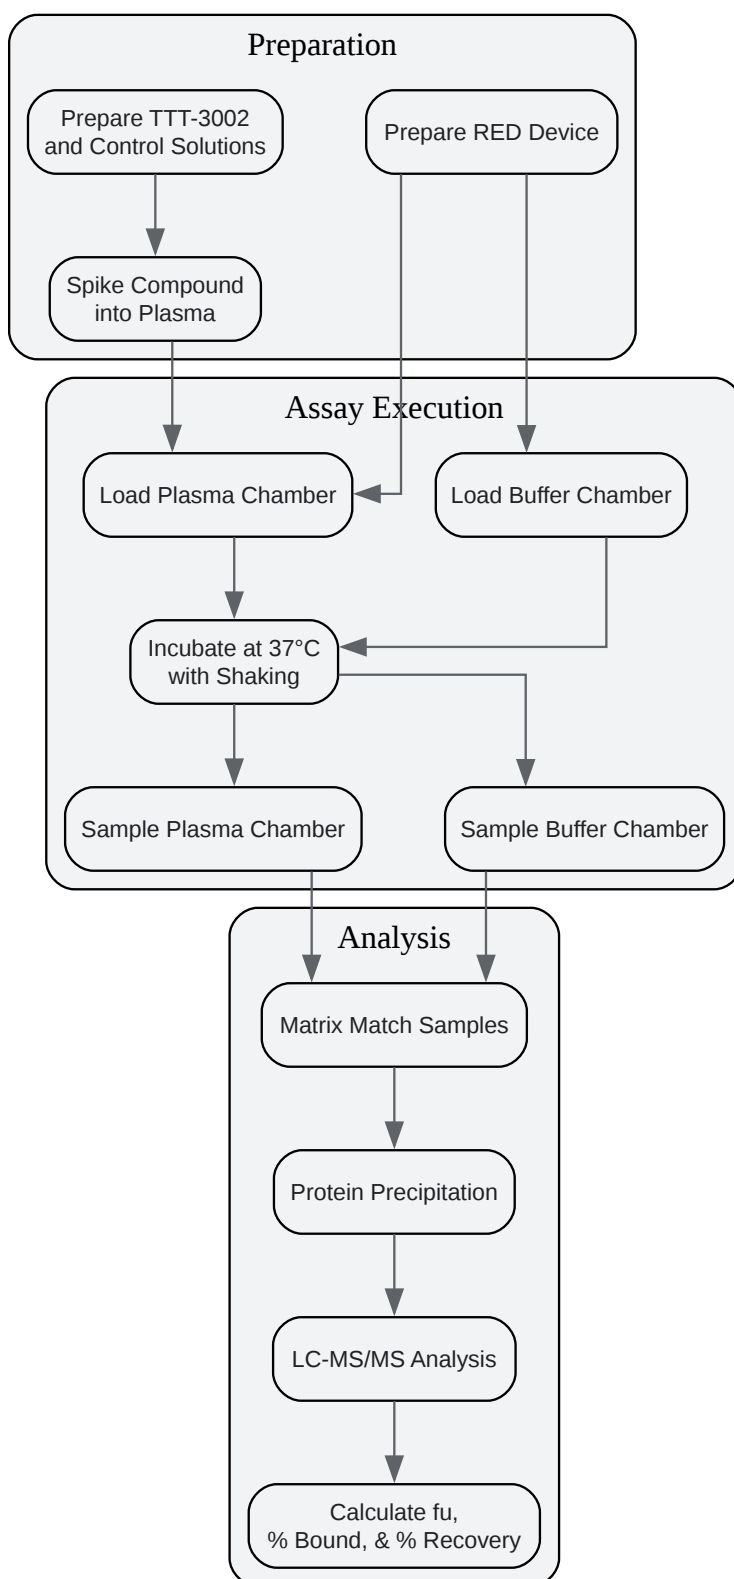 Preparation
Prepare TTT-3002
and Control Solutions
Prepare RED Device
Spike Compound
into Plasma
Assay Execution
Load Plasma Chamber
Load Buffer Chamber
Incubate at 37°C
with Shaking
Sample Plasma Chamber
Sample Buffer Chamber
Analysis
Matrix Match Samples
Protein Precipitation
LC-MS/MS Analysis
Calculate fu,
% Bound, & % Recovery